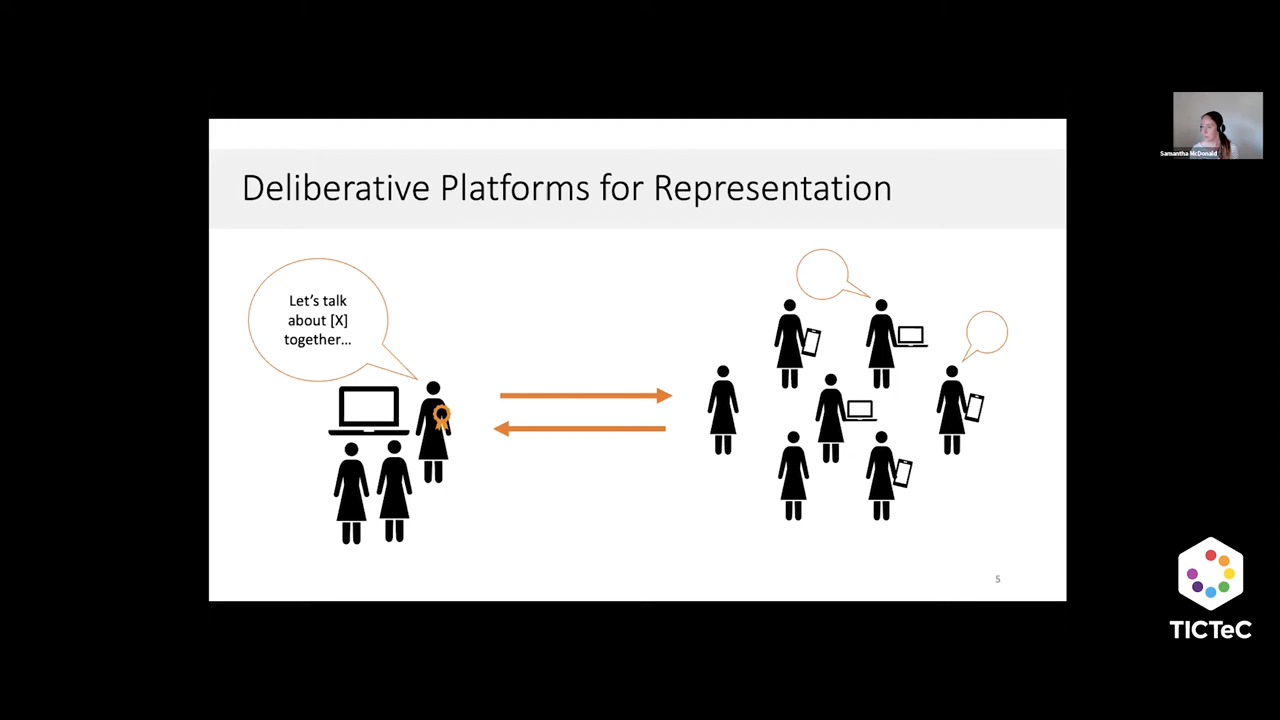 Deliberative Platforms for Representation
Let's talk
about [X]
together...
5
Samantha McDonald
TICTeC